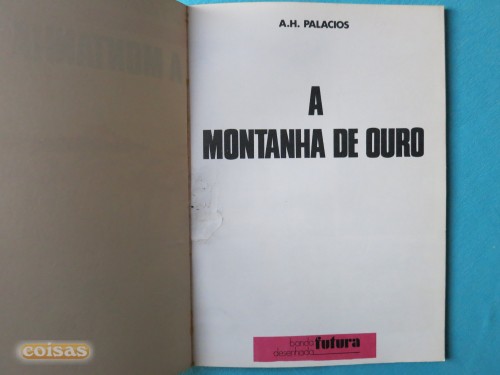 A.H. PALACIOS
A
MONTANHA DE OURO
banda
desenhada
futura
coisas